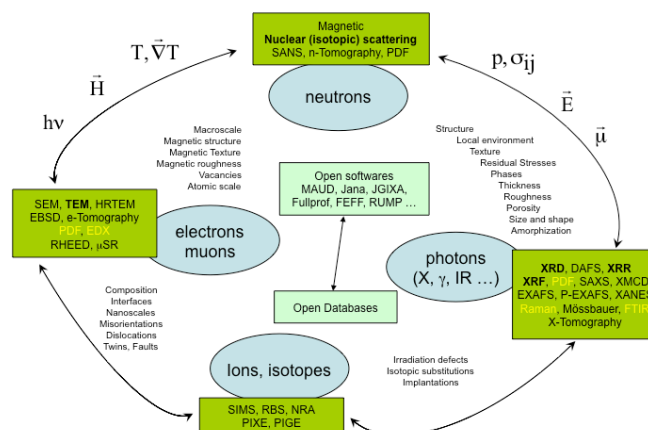 Magnetic
Nuclear (isotopic) scattering
SANS, n-Tomography, PDF
neutrons
T, ∇⃗T
H⃗
hν
p, σij
E⃗
μ⃗
Macroscale
Magnetic structure
Magnetic Texture
Magnetic roughness
Vacancies
Atomic scale
Structure
Local environment
Texture
Residual Stresses
Phases
Thickness
Roughness
Porosity
Size and shape
Amorphization
Open softwares
MAUD, Jana, JGIXA,
Fullprof, FEFF, RUMP ...
SEM, TEM, HRTEM
EBSD, e-Tomography
PDF, EDX
RHEED, μSR
electrons
muons
photons
(X, γ, IR ...)
XRD, DAFS, XRR
XRF, PDF, SAXS, XMCD
EXAFS, P-EXAFS, XANES
Raman, Mössbauer, FTIR
X-Tomography
Open Databases
Composition
Interfaces
Nanoscales
Misorientations
Dislocations
Twins, Faults
Ions, isotopes
Irradiation defects
Isotopic substitutions
Implantations
SIMS, RBS, NRA
PIXE, PIGE